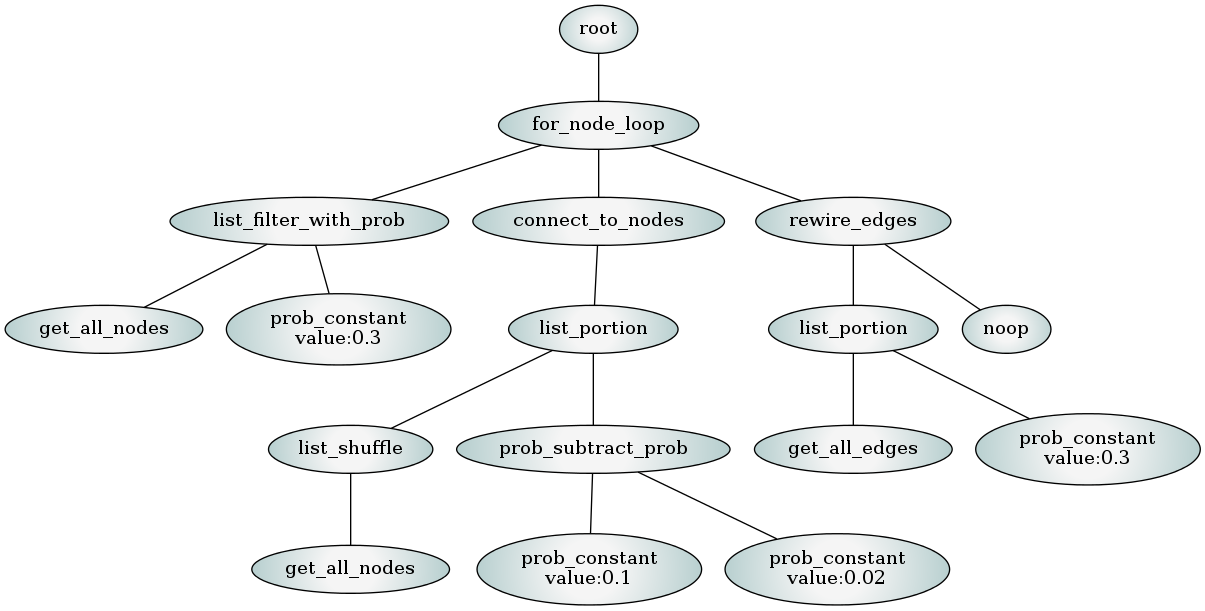 root
for_node_loop
list_filter_with_prob
connect_to_nodes
rewire_edges
get_all_nodes
prob_constant
value:0.3
list_portion
list_portion
noop
list_shuffle
prob_subtract_prob
get_all_edges
prob_constant
value:0.3
get_all_nodes
prob_constant
value:0.1
prob_constant
value:0.02